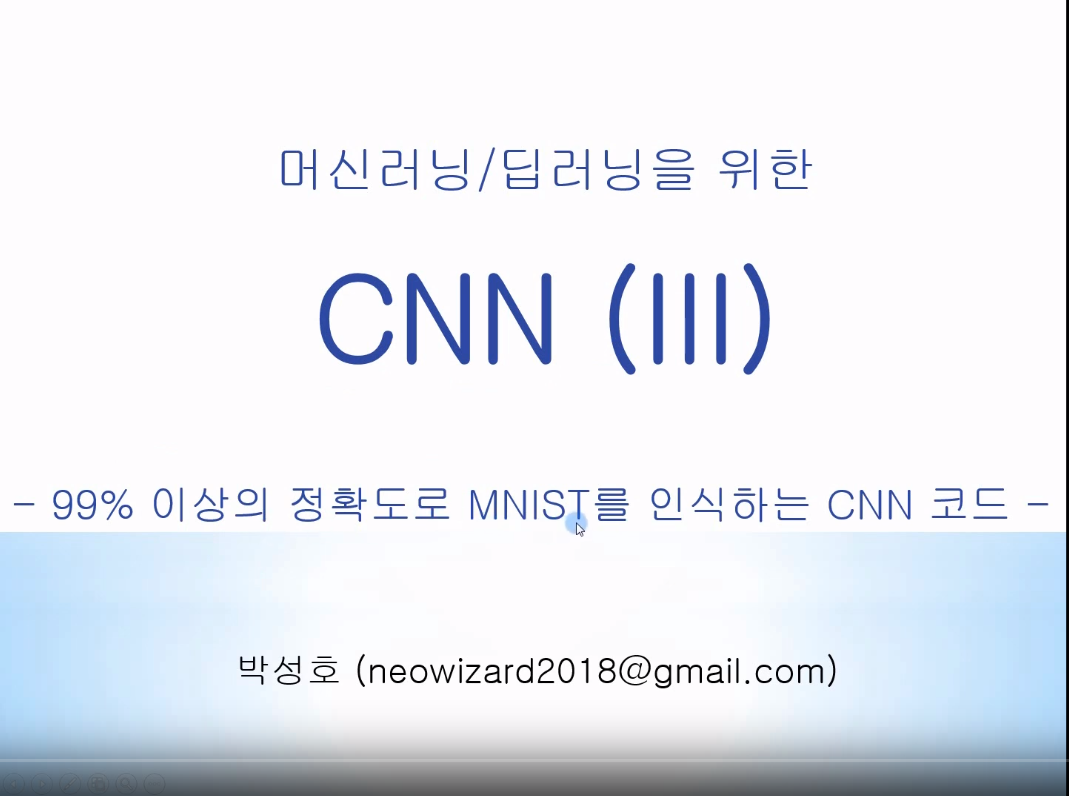 머신러닝/딥러닝을 위한
CNN (III)
- 99% 이상의 정확도로 MNIST를 인식하는 CNN 코드 -
박성호 (neowizard2018@gmail.com)